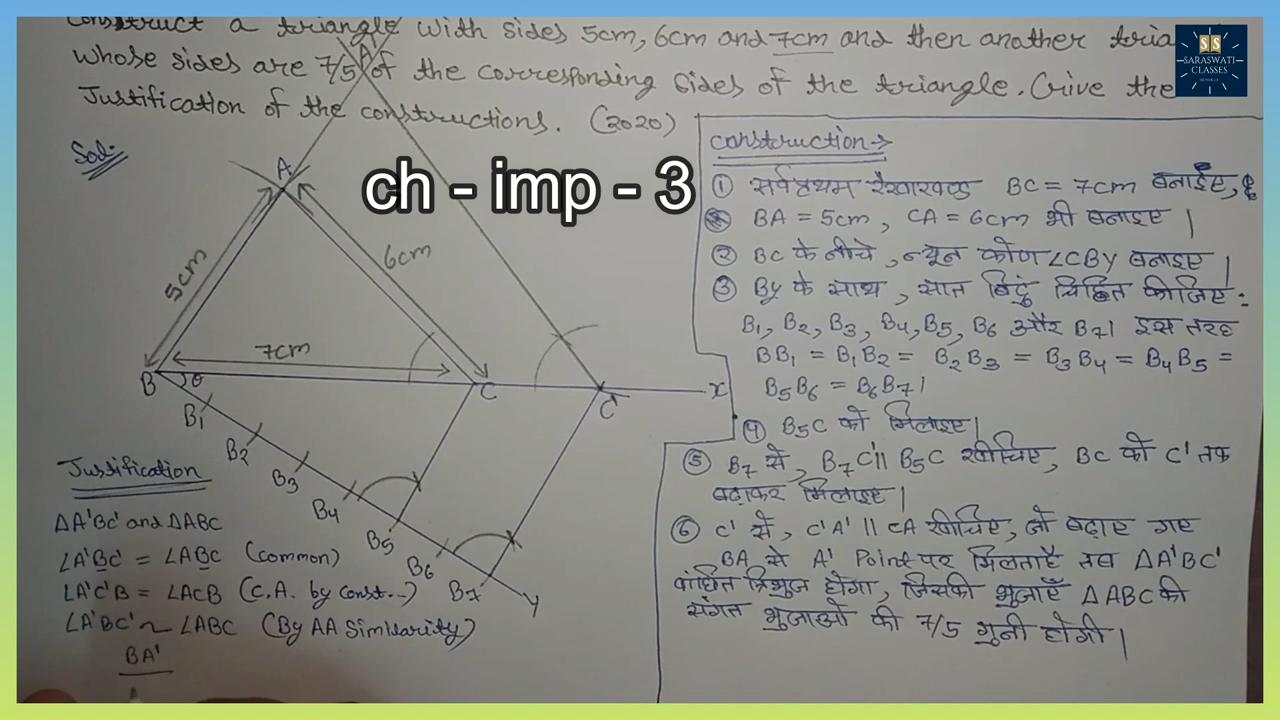 Construct a triangle with sides 5cm, 6cm and 7cm and then another tria
whose sides are 7/5 of the corresponding sides of the triangle. Give the
Justification of the constructions. (2020)
SS
SARASWATI
CLASSES
Sol:
ch - imp - 3
A'
A
5cm
6cm
7cm
B
θ
C
C'
x
B1
B2
B3
B4
B5
B6
B7
y
Justification
ΔA'BC' and ΔABC
∠A'BC' = ∠ABC (common)
∠A'C'B = ∠ACB (C.A. by const..)
∠A'BC' ~ ∠ABC (By AA Similarity)
BA'
construction→
① सर्वप्रथम रेखाखण्ड BC = 7cm बनाईए,
BA = 5cm, CA = 6cm भी बनाइए।
② BC के नीचे, न्यून कोण ∠CBY बनाइए।
③ By के साथ, सात बिंदु चिह्नित कीजिए:
B1, B2, B3, B4, B5, B6 और B7। इस तरह
BB1 = B1B2 = B2B3 = B3B4 = B4B5 =
B5B6 = B6B7।
④ B5C को मिलाइए।
⑤ B7 से, B7C'|| B5C खींचिए, BC को C' तक
बढ़ाकर मिलाइए।
⑥ C' से, C'A' || CA खींचिए, जो बढ़ाए गए
BA से A' Point पर मिलता है तब ΔA'BC'
वांछित त्रिभुज होगा, जिसकी भुजाएँ ΔABC की
संगत भुजाओं की 7/5 गुनी होगी।